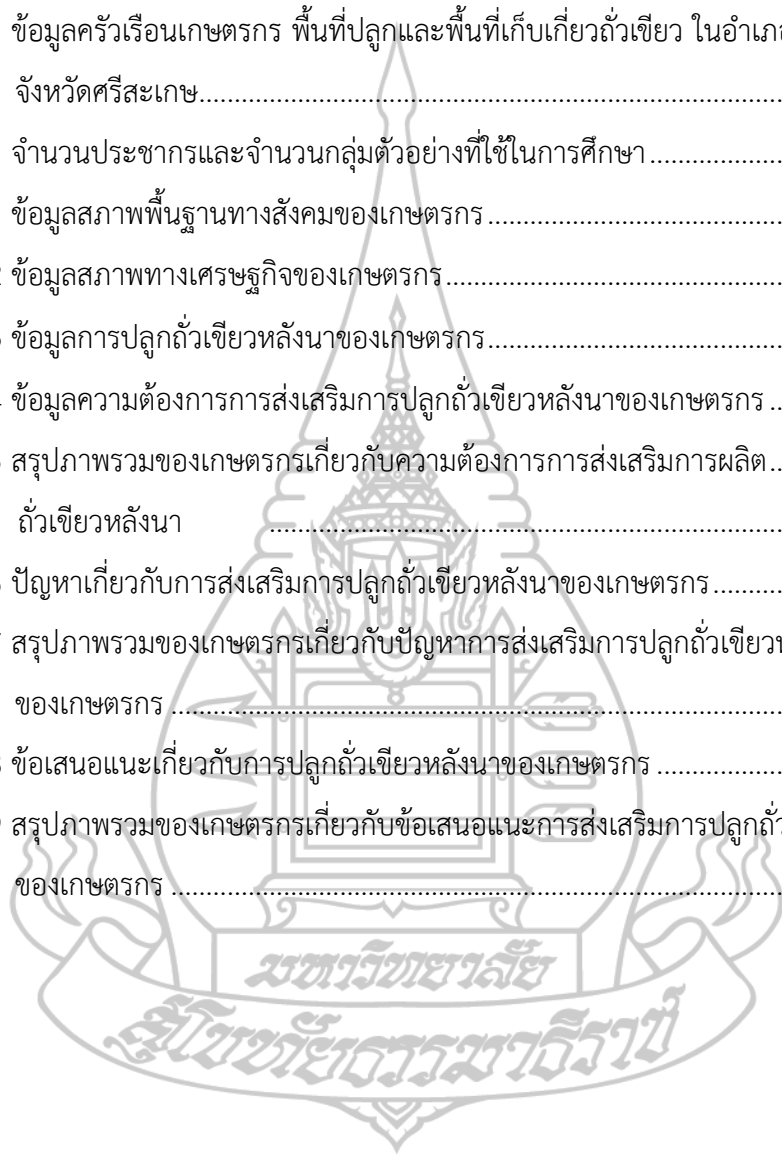 ข้อมูลครัวเรือนเกษตรกร พื้นที่ปลูกและพื้นที่เก็บเกี่ยวถั่วเขียว ในอำเภอ
จังหวัดศรีสะเกษ
จำนวนประชากรและจำนวนกลุ่มตัวอย่างที่ใช้ในการศึกษา
ข้อมูลสภาพพื้นฐานทางสังคมของเกษตรกร
ข้อมูลสภาพทางเศรษฐกิจของเกษตรกร
ข้อมูลการปลูกถั่วเขียวหลังนาของเกษตรกร
ข้อมูลความต้องการการส่งเสริมการปลูกถั่วเขียวหลังนาของเกษตรกร
สรุปภาพรวมของเกษตรกรเกี่ยวกับความต้องการการส่งเสริมการผลิต
ถั่วเขียวหลังนา
ปัญหาเกี่ยวกับการส่งเสริมการปลูกถั่วเขียวหลังนาของเกษตรกร
สรุปภาพรวมของเกษตรกรเกี่ยวกับปัญหาการส่งเสริมการปลูกถั่วเขียว
ของเกษตรกร
ข้อเสนอแนะเกี่ยวกับการปลูกถั่วเขียวหลังนาของเกษตรกร
สรุปภาพรวมของเกษตรกรเกี่ยวกับข้อเสนอแนะการส่งเสริมการปลูกถั่ว
ของเกษตรกร
มหาวิทยาลัย
สุโขทัยธรรมาธิราช